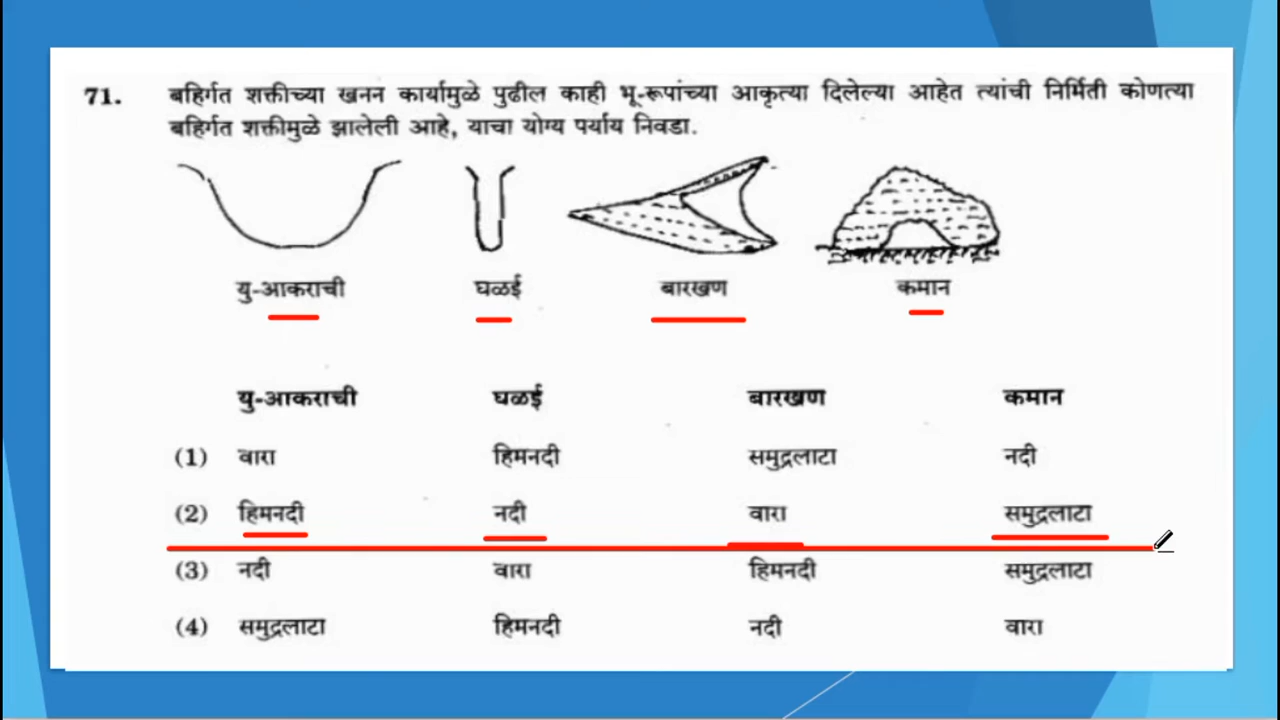 71. बहिर्गत शक्तीच्या खनन कार्यामुळे पुढील काही भू-रूपांच्या आकृत्या दिलेल्या आहेत त्यांची निर्मिती कोणत्या
बहिर्गत शक्तीमुळे झालेली आहे, याचा योग्य पर्याय निवडा.
यु-आकराची घळई बारखण कमान
यु-आकराची घळई बारखण कमान
(1) वारा हिमनदी समुद्रलाटा नदी
(2) हिमनदी नदी वारा समुद्रलाटा
(3) नदी वारा हिमनदी समुद्रलाटा
(4) समुद्रलाटा हिमनदी नदी वारा